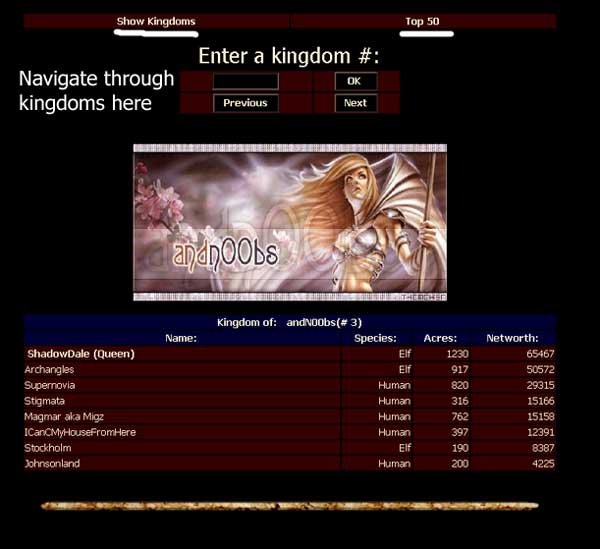 Show Kingdoms Top 50
Enter a kingdom #:
Navigate through OK
kingdoms here Previous Next
andn00bs
Kingdom of: andN00bs(# 3)
Name: Species: Acres: Networth:
ShadowDale (Queen) Elf 1230 65467
Archangles Elf 917 50572
Supernovia Human 820 29315
Stigmata Human 316 15166
Magmar aka Migz Human 762 15158
ICanCMyHouseFromHere Human 397 12391
Stockholm Elf 190 8387
Johnsonland Human 200 4225